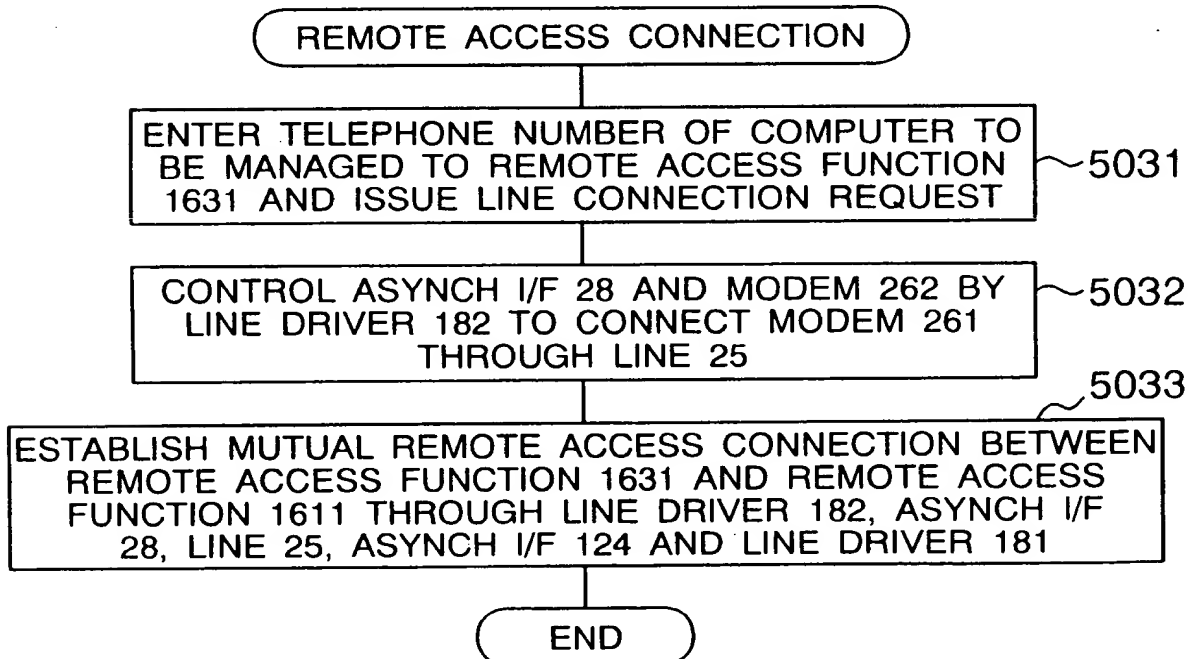 REMOTE ACCESS CONNECTION
ENTER TELEPHONE NUMBER OF COMPUTER TO
BE MANAGED TO REMOTE ACCESS FUNCTION
1631 AND ISSUE LINE CONNECTION REQUEST
5031
CONTROL ASYNCH I/F 28 AND MODEM 262 BY
LINE DRIVER 182 TO CONNECT MODEM 261
THROUGH LINE 25
5032
5033
ESTABLISH MUTUAL REMOTE ACCESS CONNECTION BETWEEN
REMOTE ACCESS FUNCTION 1631 AND REMOTE ACCESS
FUNCTION 1611 THROUGH LINE DRIVER 182, ASYNCH I/F
28, LINE 25, ASYNCH I/F 124 AND LINE DRIVER 181
END